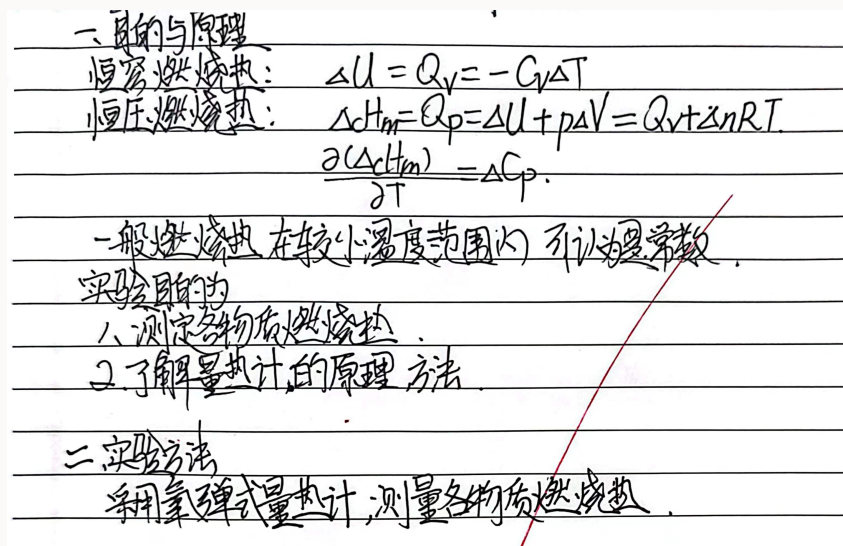 一、目的与原理
恒容燃烧热: ΔU = Qv = -CvΔT
恒压燃烧热: ΔcHm = Qp = ΔU + pΔV = Qv + ΔnRT.
∂(ΔcHm)/∂T = ΔCp.
一般燃烧热在较小温度范围内可认为是常数.
实验目的为
1、测定各物质燃烧热.
2.了解量热计的原理方法.
二、实验方法
采用氧弹式量热计,测量各物质燃烧热.